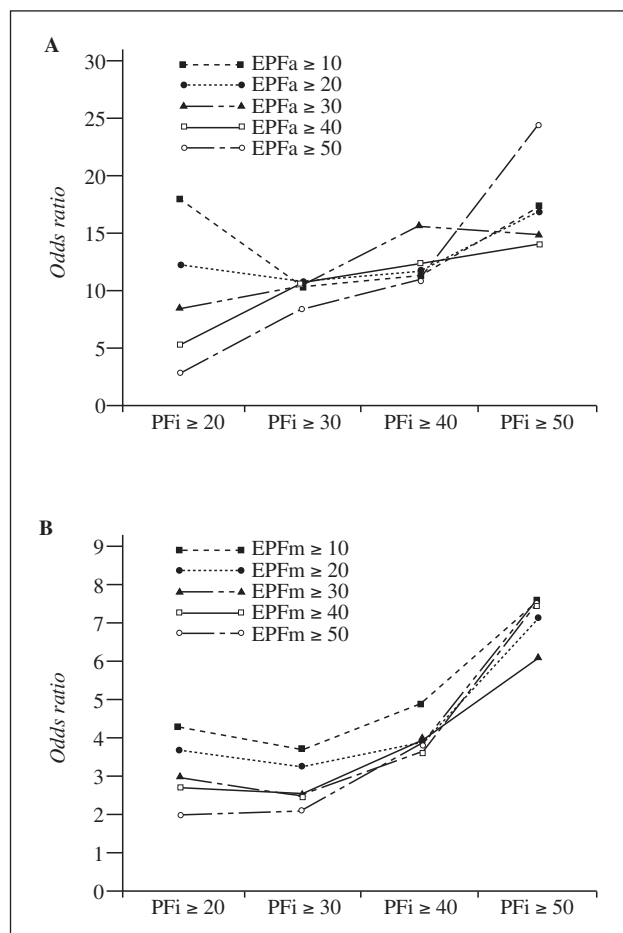 A
30
25
20
15
10
5
0
Odds ratio
EPFa ≥ 10
EPFa ≥ 20
EPFa ≥ 30
EPFa ≥ 40
EPFa ≥ 50
PFi ≥ 20 PFi ≥ 30 PFi ≥ 40 PFi ≥ 50
B
9
8
7
6
5
4
3
2
1
0
Odds ratio
EPFm ≥ 10
EPFm ≥ 20
EPFm ≥ 30
EPFm ≥ 40
EPFm ≥ 50
PFi ≥ 20 PFi ≥ 30 PFi ≥ 40 PFi ≥ 50